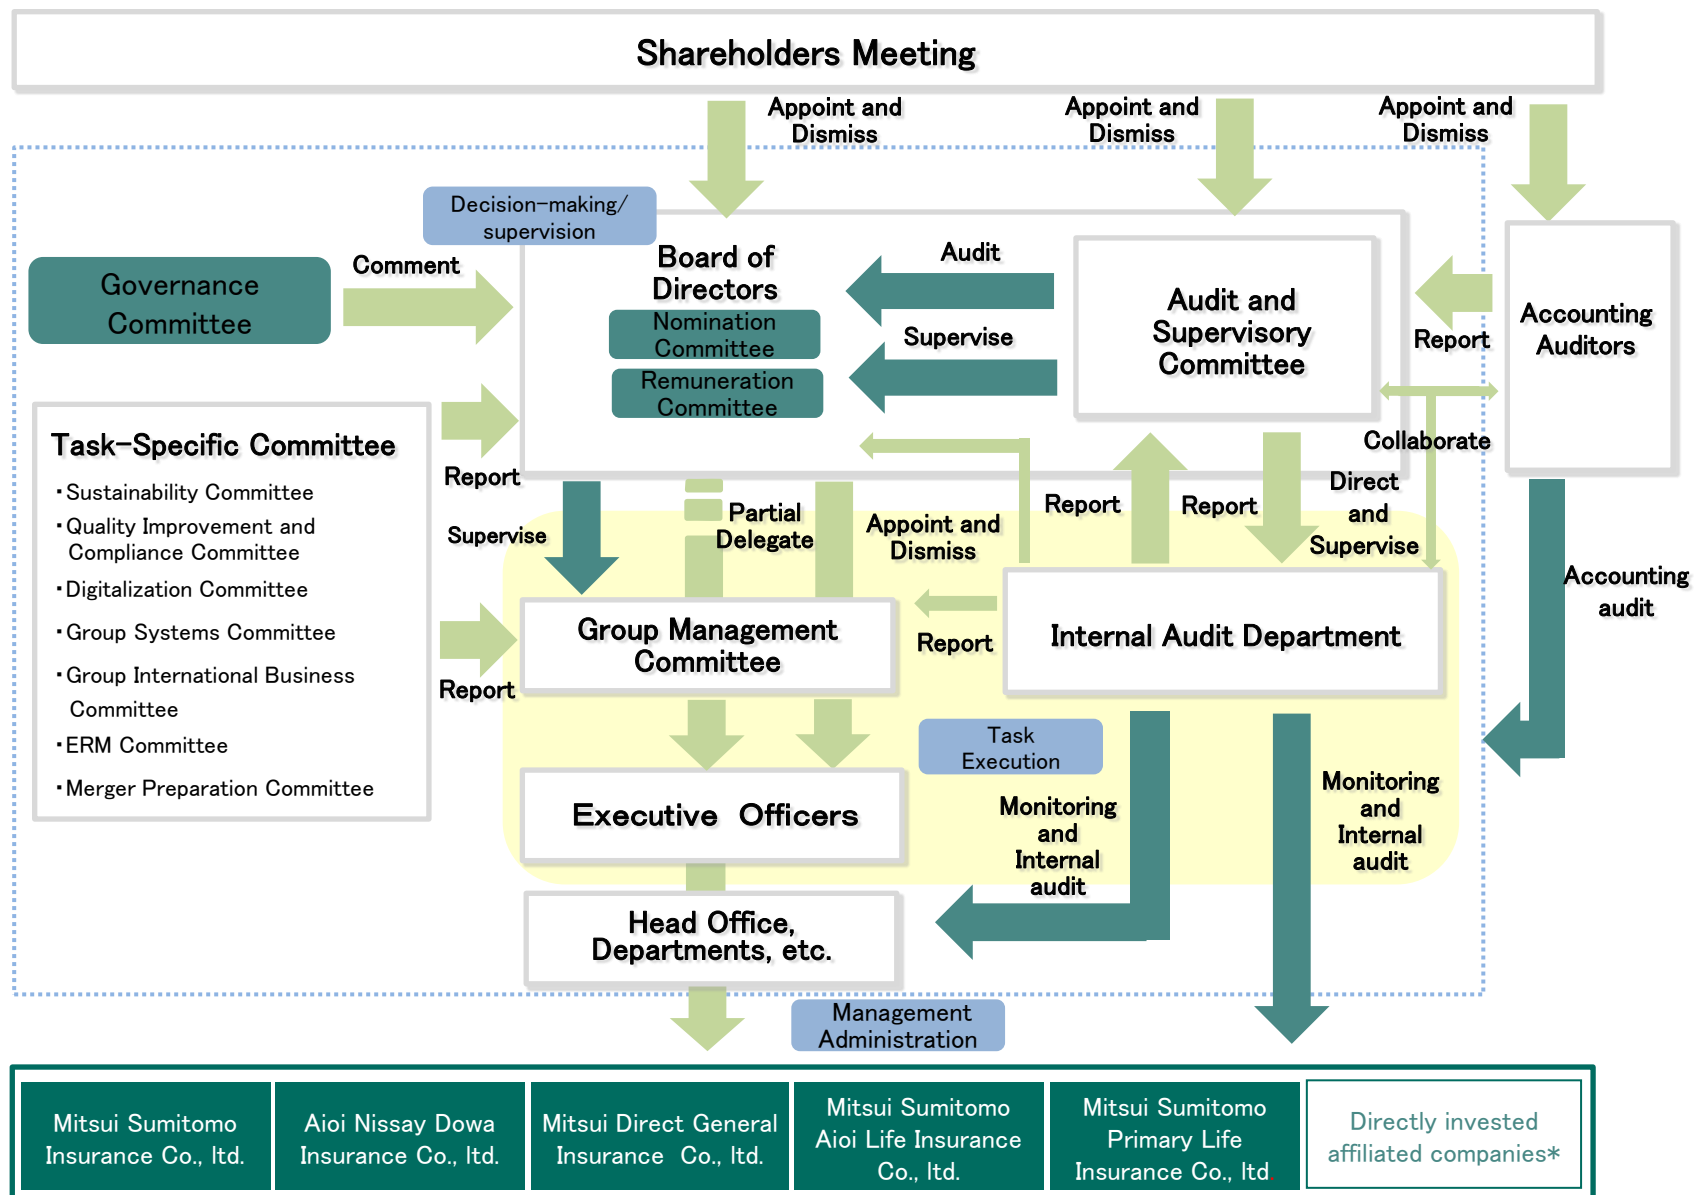 Shareholders Meeting
Appoint and
Dismiss
Appoint and
Dismiss
Appoint and
Dismiss
Decision-making/
supervision
Governance
Committee
Comment
Board of
Directors
Nomination
Committee
Remuneration
Committee
Audit
Supervise
Audit and
Supervisory
Committee
Report
Accounting
Auditors
Collaborate
Task-Specific Committee
・Sustainability Committee
・Quality Improvement and
Compliance Committee
・Digitalization Committee
・Group Systems Committee
・Group International Business
Committee
・ERM Committee
・Merger Preparation Committee
Report
Supervise
Partial
Delegate
Appoint and
Dismiss
Report
Report
Direct
and
Supervise
Accounting
audit
Report
Group Management
Committee
Report
Internal Audit Department
Task
Execution
Executive Officers
Monitoring
and
Internal
audit
Monitoring
and
Internal
audit
Head Office,
Departments, etc.
Management
Administration
Mitsui Sumitomo
Insurance Co., ltd.
Aioi Nissay Dowa
Insurance Co., ltd.
Mitsui Direct General
Insurance Co., ltd.
Mitsui Sumitomo
Aioi Life Insurance
Co., ltd.
Mitsui Sumitomo
Primary Life
Insurance Co., ltd.
Directly invested
affiliated companies*